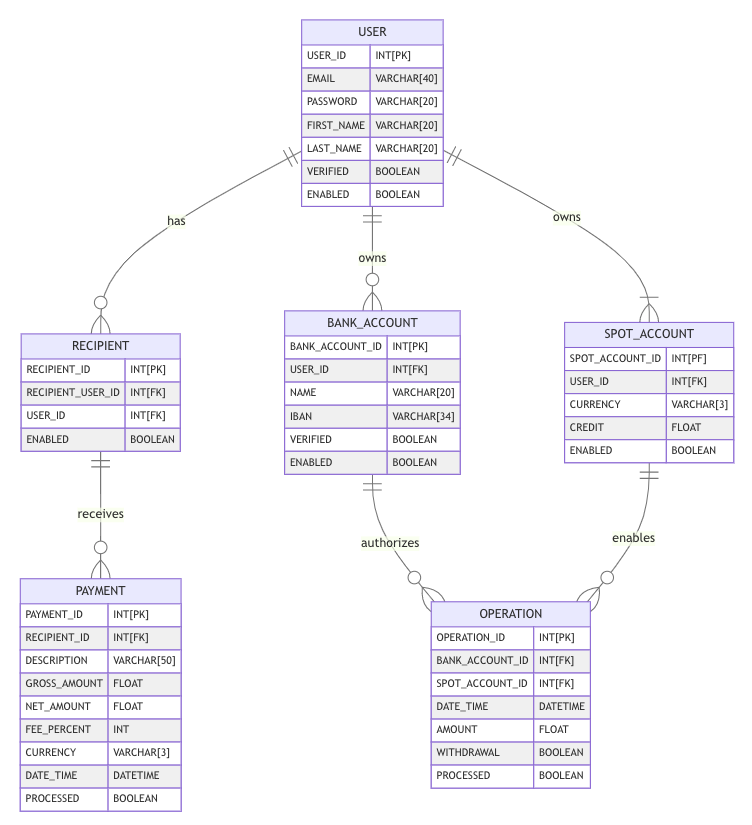 USER
USER_ID INT[PK]
EMAIL VARCHAR[40]
PASSWORD VARCHAR[20]
FIRST_NAME VARCHAR[20]
LAST_NAME VARCHAR[20]
VERIFIED BOOLEAN
ENABLED BOOLEAN
has
owns
owns
RECIPIENT
RECIPIENT_ID INT[PK]
RECIPIENT_USER_ID INT[FK]
USER_ID INT[FK]
ENABLED BOOLEAN
BANK_ACCOUNT
BANK_ACCOUNT_ID INT[PK]
USER_ID INT[FK]
NAME VARCHAR[20]
IBAN VARCHAR[34]
VERIFIED BOOLEAN
ENABLED BOOLEAN
SPOT_ACCOUNT
SPOT_ACCOUNT_ID INT[PF]
USER_ID INT[FK]
CURRENCY VARCHAR[3]
CREDIT FLOAT
ENABLED BOOLEAN
receives
authorizes
enables
PAYMENT
PAYMENT_ID INT[PK]
RECIPIENT_ID INT[FK]
DESCRIPTION VARCHAR[50]
GROSS_AMOUNT FLOAT
NET_AMOUNT FLOAT
FEE_PERCENT INT
CURRENCY VARCHAR[3]
DATE_TIME DATETIME
PROCESSED BOOLEAN
OPERATION
OPERATION_ID INT[PK]
BANK_ACCOUNT_ID INT[FK]
SPOT_ACCOUNT_ID INT[FK]
DATE_TIME DATETIME
AMOUNT FLOAT
WITHDRAWAL BOOLEAN
PROCESSED BOOLEAN